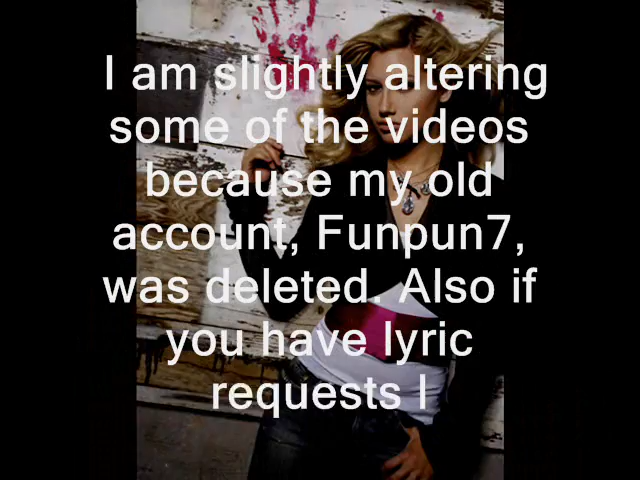 I am slightly altering
some of the videos
because my old
account, Funpun7,
was deleted. Also if
you have lyric
requests I